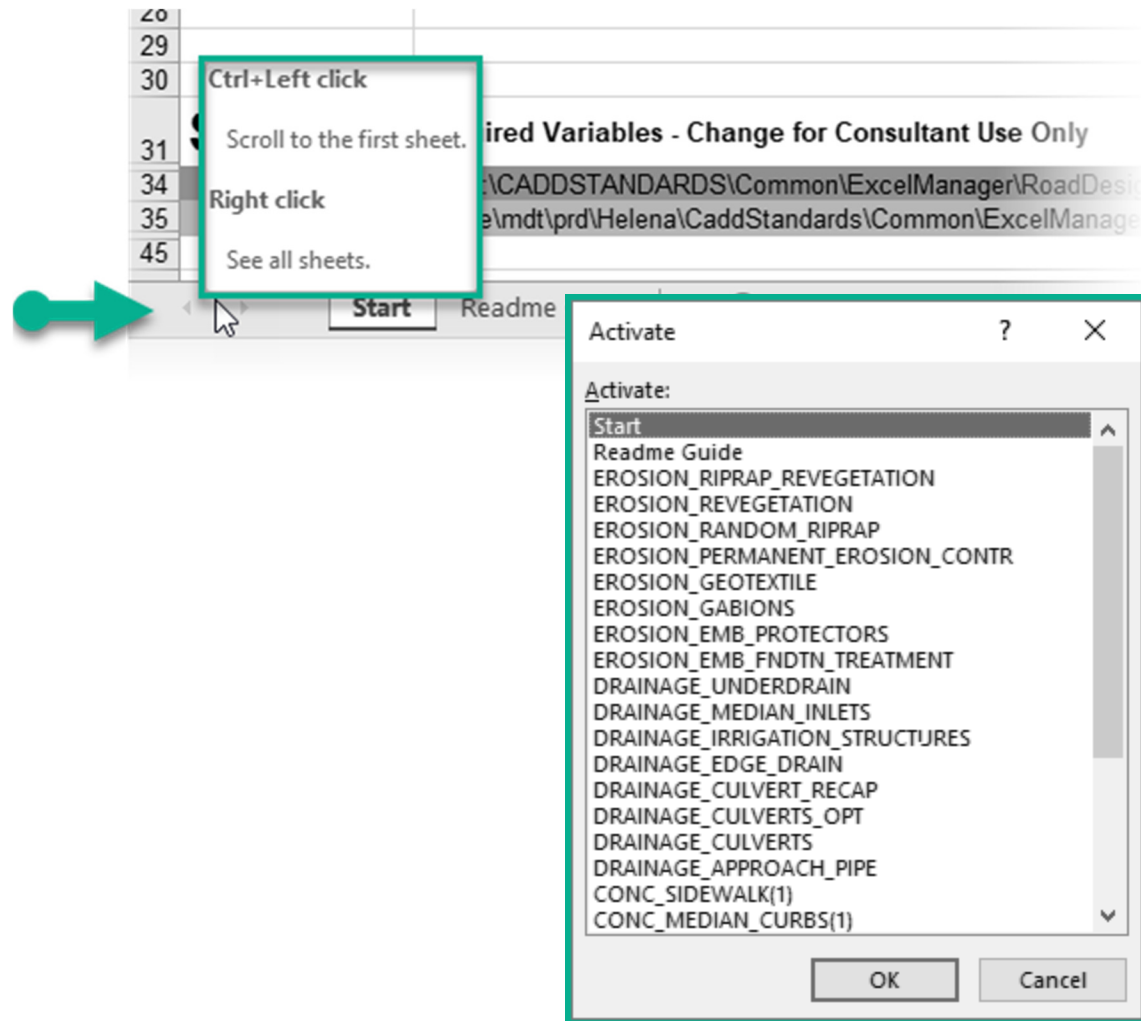 28
29
30
Ctrl+Left click
Scroll to the first sheet.
31
ired Variables - Change for Consultant Use Only
34
:\CADDSTANDARDS\Common\ExcelManager\RoadDesi
Right click
35
e\mdt\prd\Helena\CaddStandards\Common\ExcelManage
45
See all sheets.
Start Readme
Activate ? X
Activate:
Start
Readme Guide
EROSION_RIPRAP_REVEGETATION
EROSION_REVEGETATION
EROSION_RANDOM_RIPRAP
EROSION_PERMANENT_EROSION_CONTR
EROSION_GEOTEXTILE
EROSION_GABIONS
EROSION_EMB_PROTECTORS
EROSION_EMB_FNDTN_TREATMENT
DRAINAGE_UNDERDRAIN
DRAINAGE_MEDIAN_INLETS
DRAINAGE_IRRIGATION_STRUCTURES
DRAINAGE_EDGE_DRAIN
DRAINAGE_CULVERT_RECAP
DRAINAGE_CULVERTS_OPT
DRAINAGE_CULVERTS
DRAINAGE_APPROACH_PIPE
CONC_SIDEWALK(1)
CONC_MEDIAN_CURBS(1)
OK Cancel